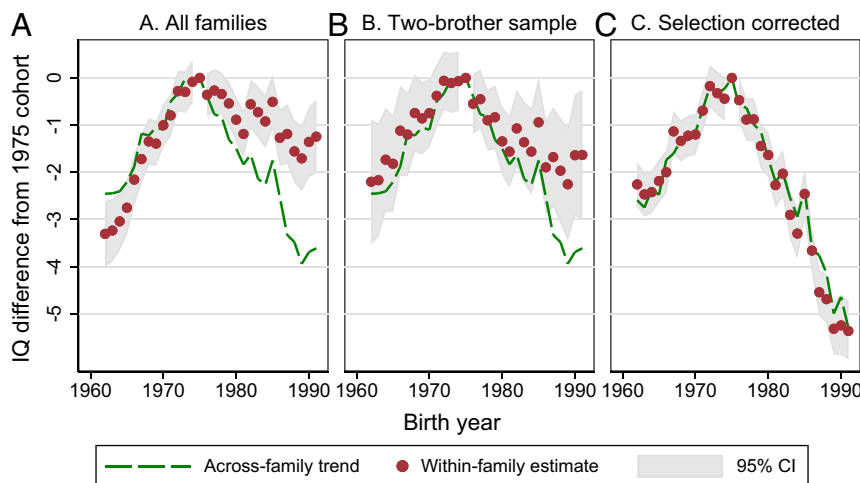 A
A. All families
B
B. Two-brother sample
C
C. Selection corrected
IQ difference from 1975 cohort
0
-1
-2
-3
-4
-5
1960 1970 1980 1990
1960 1970 1980 1990
1960 1970 1980 1990
Birth year
Across-family trend Within-family estimate 95% CI